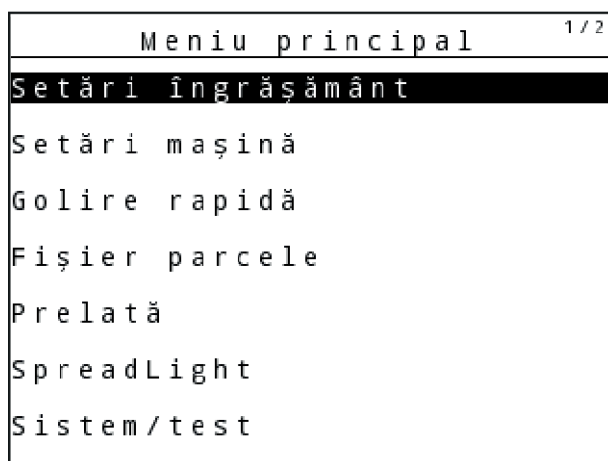 Meniu principal 1/2
Setări îngrășământ
Setări mașină
Golire rapidă
Fișier parcele
Prelată
SpreadLight
Sistem/test